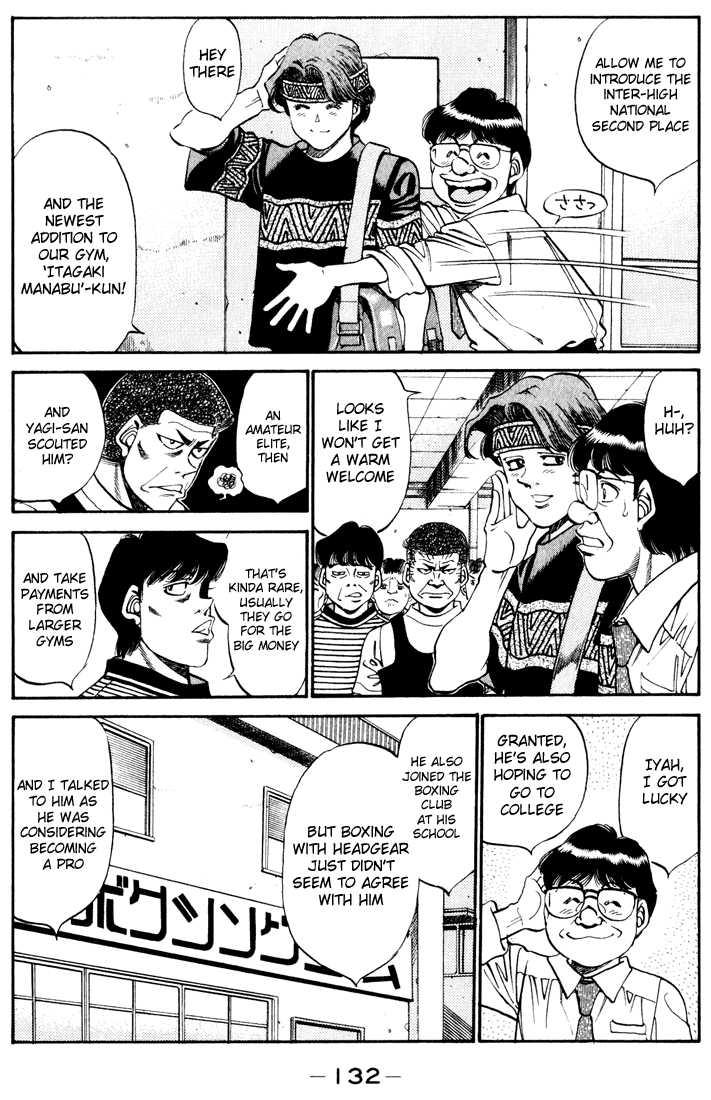 ALLOW ME TO
INTRODUCE THE
INTER-HIGH
NATIONAL
SECOND PLACE
HEY
THERE
ささっ
AND THE
NEWEST
ADDITION TO
OUR GYM,
'ITAGAKI
MANABU'-KUN!
H-,
HUH?
LOOKS
LIKE I
WON'T GET
A WARM
WELCOME
AN
AMATEUR
ELITE,
THEN
AND
YAGI-SAN
SCOUTED
HIM?
THAT'S
KINDA RARE,
USUALLY
THEY GO
FOR THE
BIG MONEY
AND TAKE
PAYMENTS
FROM
LARGER
GYMS
IYAH,
I GOT
LUCKY
GRANTED,
HE'S ALSO
HOPING TO
GO TO
COLLEGE
HE ALSO
JOINED THE
BOXING
CLUB
AT HIS
SCHOOL
BUT BOXING
WITH HEADGEAR
JUST DIDN'T
SEEM TO AGREE
WITH HIM
AND I TALKED
TO HIM AS
HE WAS
CONSIDERING
BECOMING
A PRO
ボクシングジム
- 132 -